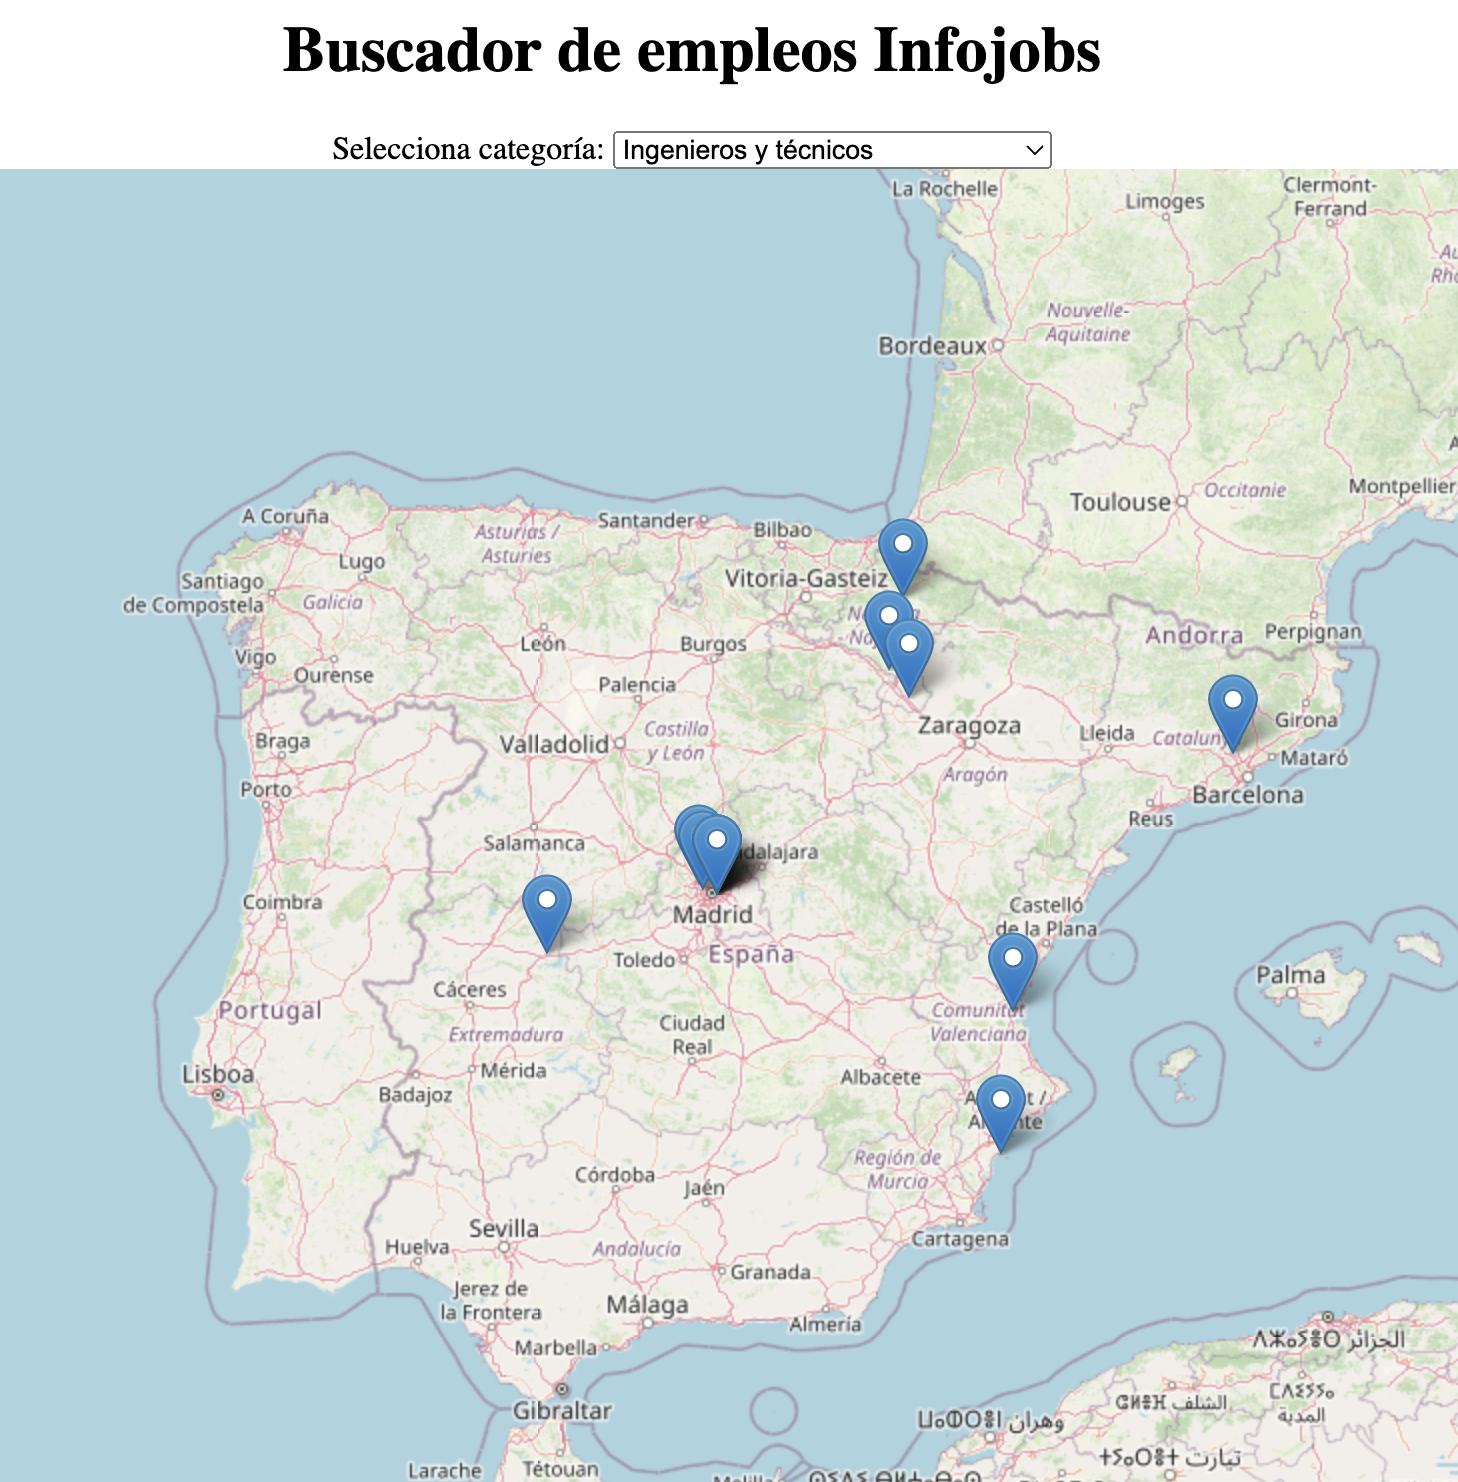 Buscador de empleos Infojobs
Selecciona categoría: Ingenieros y técnicos
La Rochelle
Clermont-
Ferrand
Limoges
Nouvelle-
Aquitaine
Bordeaux
Toulouse
Occitanie
Montpellier
A Coruña
Asturias /
Asturies
Santander
Bilbao
Lugo
Vitoria-Gasteiz
Santiago
de Compostela
Galicia
León
Burgos
Andorra
Perpignan
Vigo
Ourense
Palencia
Zaragoza
Lleida
Girona
Castilla
y León
Braga
Valladolid
Mataró
Porto
Aragón
Barcelona
Reus
Salamanca
Coimbra
Madrid
Castelló
de la Plana
Toledo
España
Palma
Cáceres
Portugal
Extremadura
Ciudad
Real
Comunitat
Valenciana
Lisboa
Mérida
Badajoz
Albacete
Región de
Murcia
Córdoba
Jaén
Sevilla
Cartagena
Huelva
Andalucía
Granada
Jerez de
la Frontera
Málaga
Almería
Marbella
Gibraltar
الجزائر
الشلف
المدية
وهران
تيارت
Larache
Tétouan